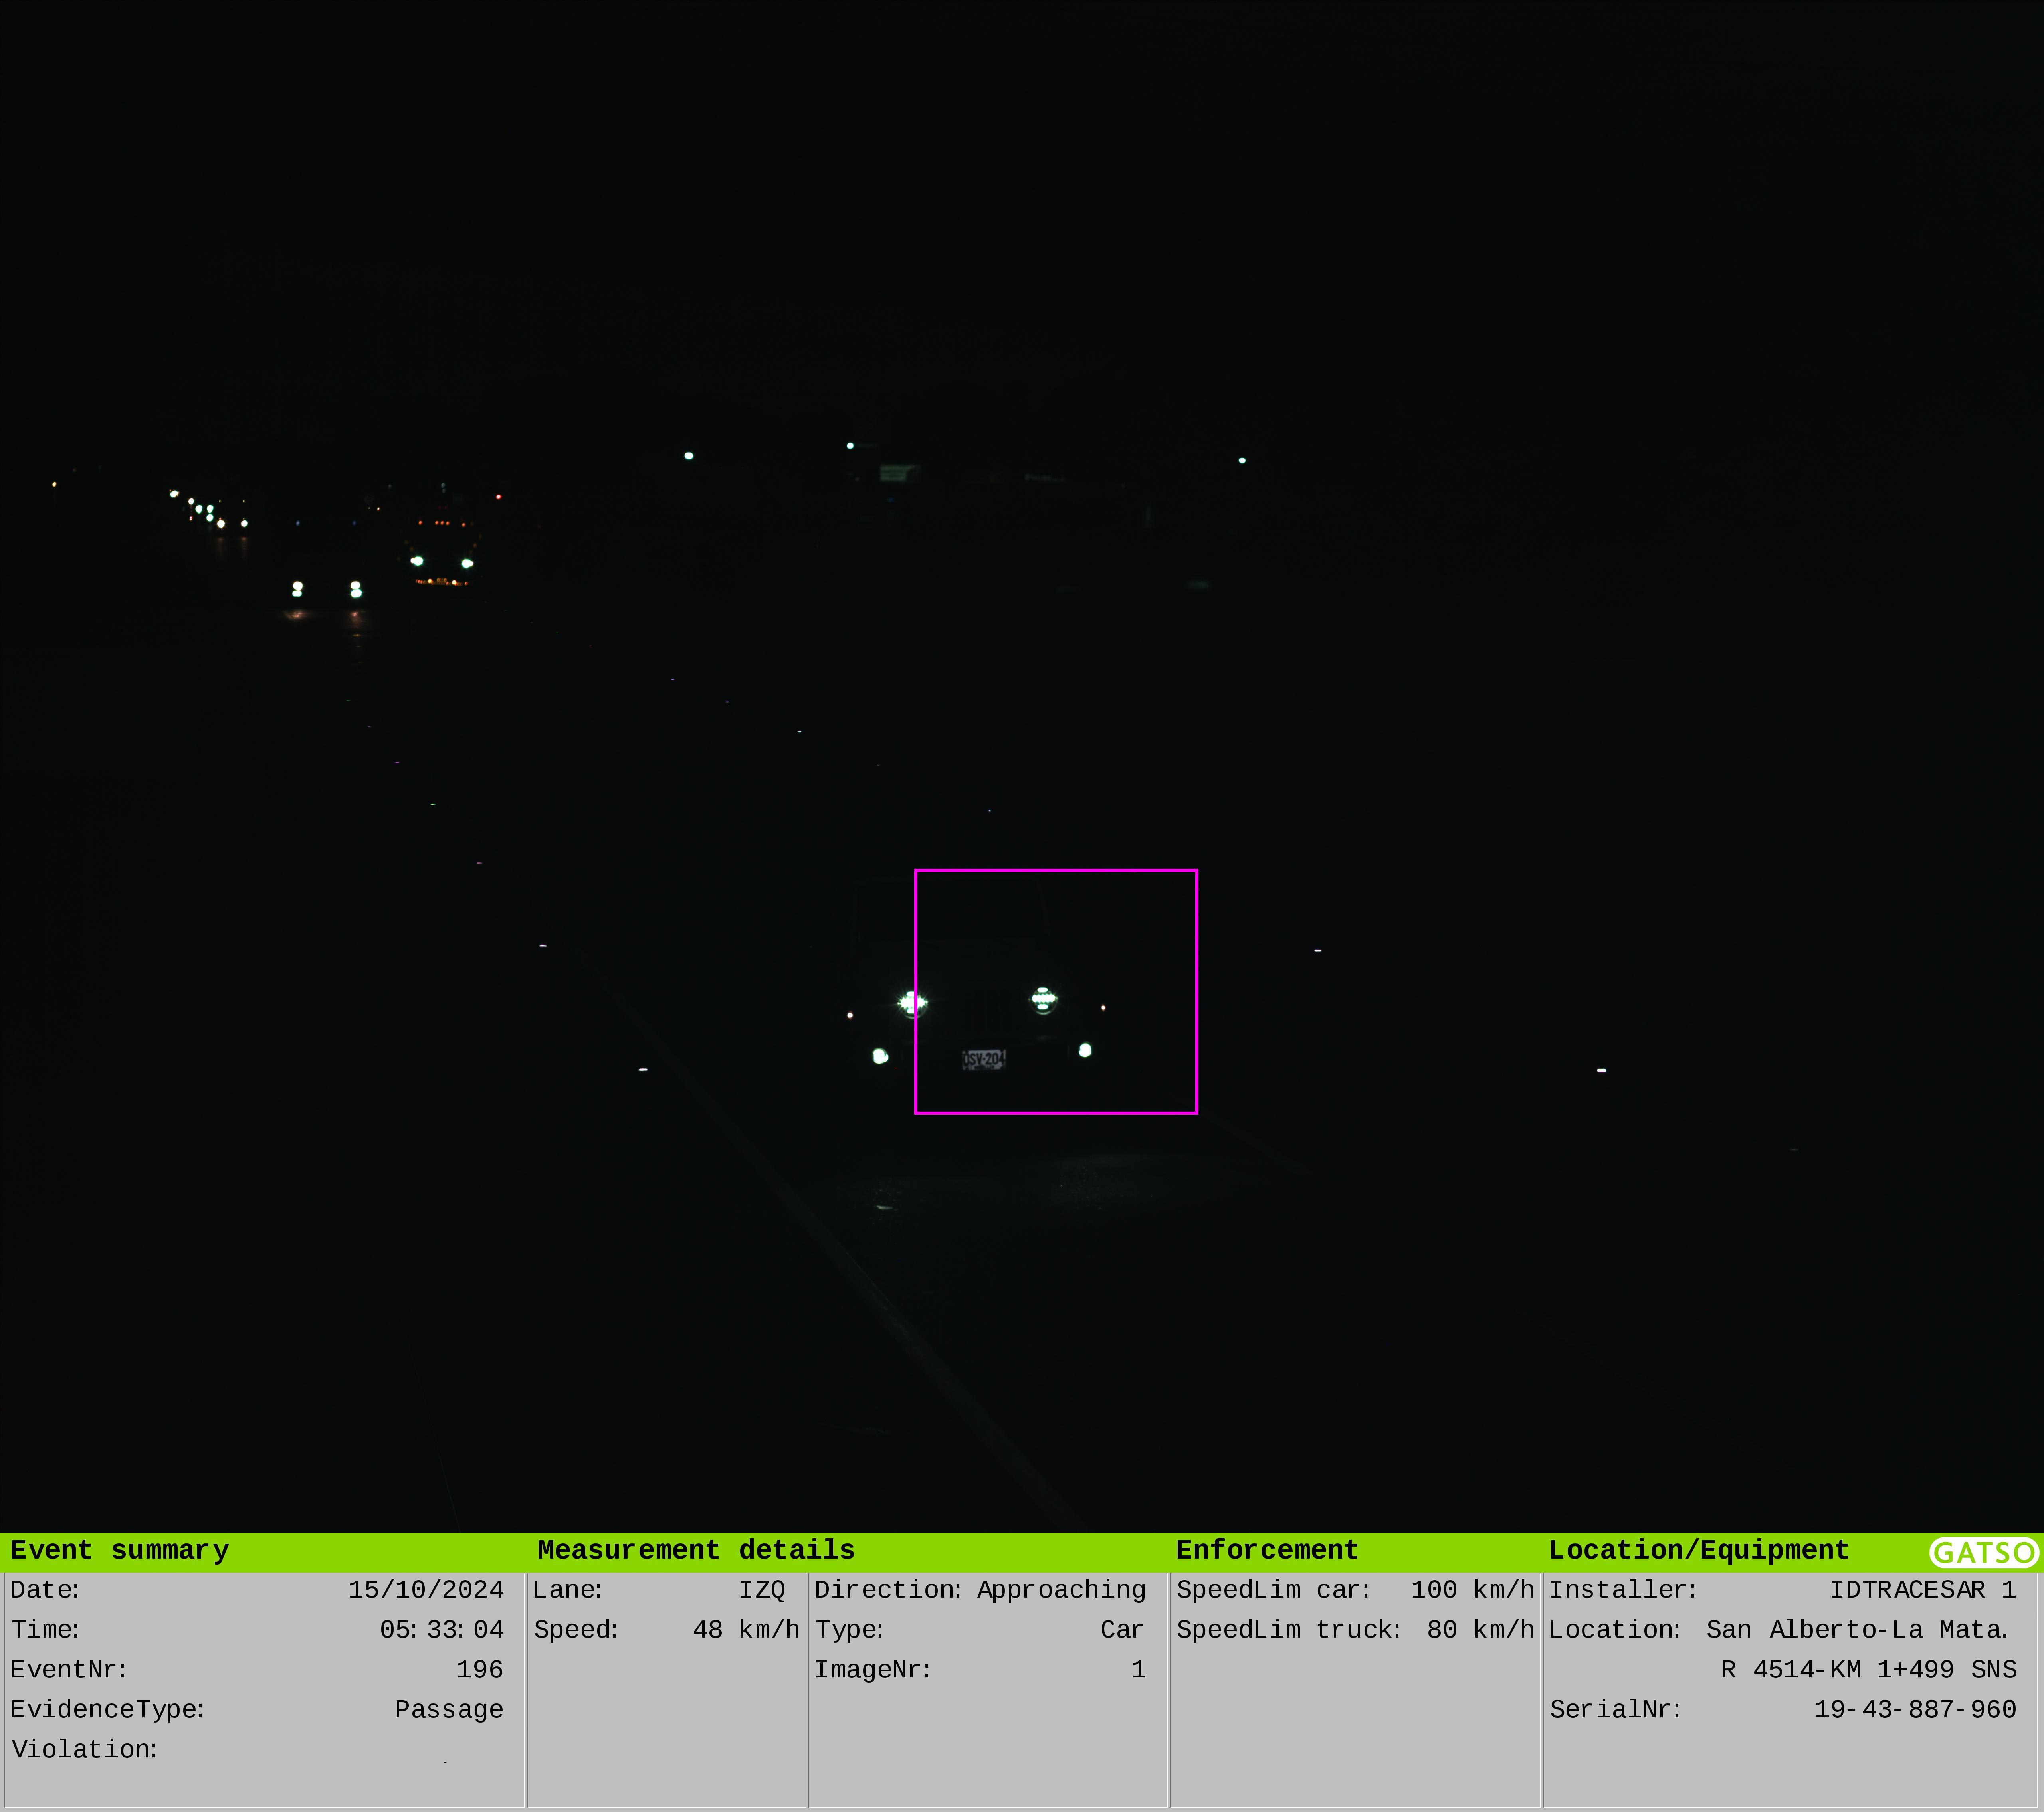 Event summary
Measurement details
Enforcement
Location/Equipment
GATSO
Date: 15/10/2024
Time: 05:33:04
EventNr: 196
EvidenceType: Passage
Violation:
Lane: IZQ
Speed: 48 km/h
Direction: Approaching
Type: Car
ImageNr: 1
SpeedLim car: 100 km/h
SpeedLim truck: 80 km/h
Installer: IDTRACESAR 1
Location: San Alberto-La Mata.
R 4514-KM 1+499 SNS
SerialNr: 19-43-887-960